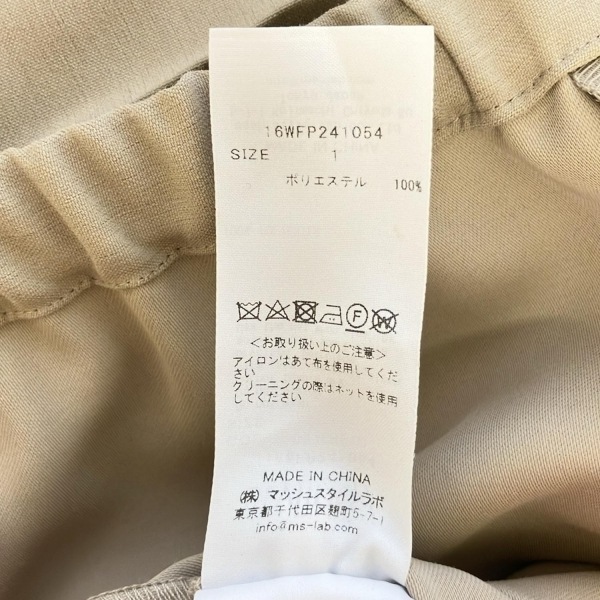 16WFP241054
SIZE 1
ポリエステル 100%
F W
＜お取り扱い上のご注意＞
アイロンはあて布を使用してくだ
さい
クリーニングの際はネットを使用
してください
MADE IN CHINA
(株) マッシュスタイルラボ
東京都千代田区麹町5-7-1
info@ms-lab.com